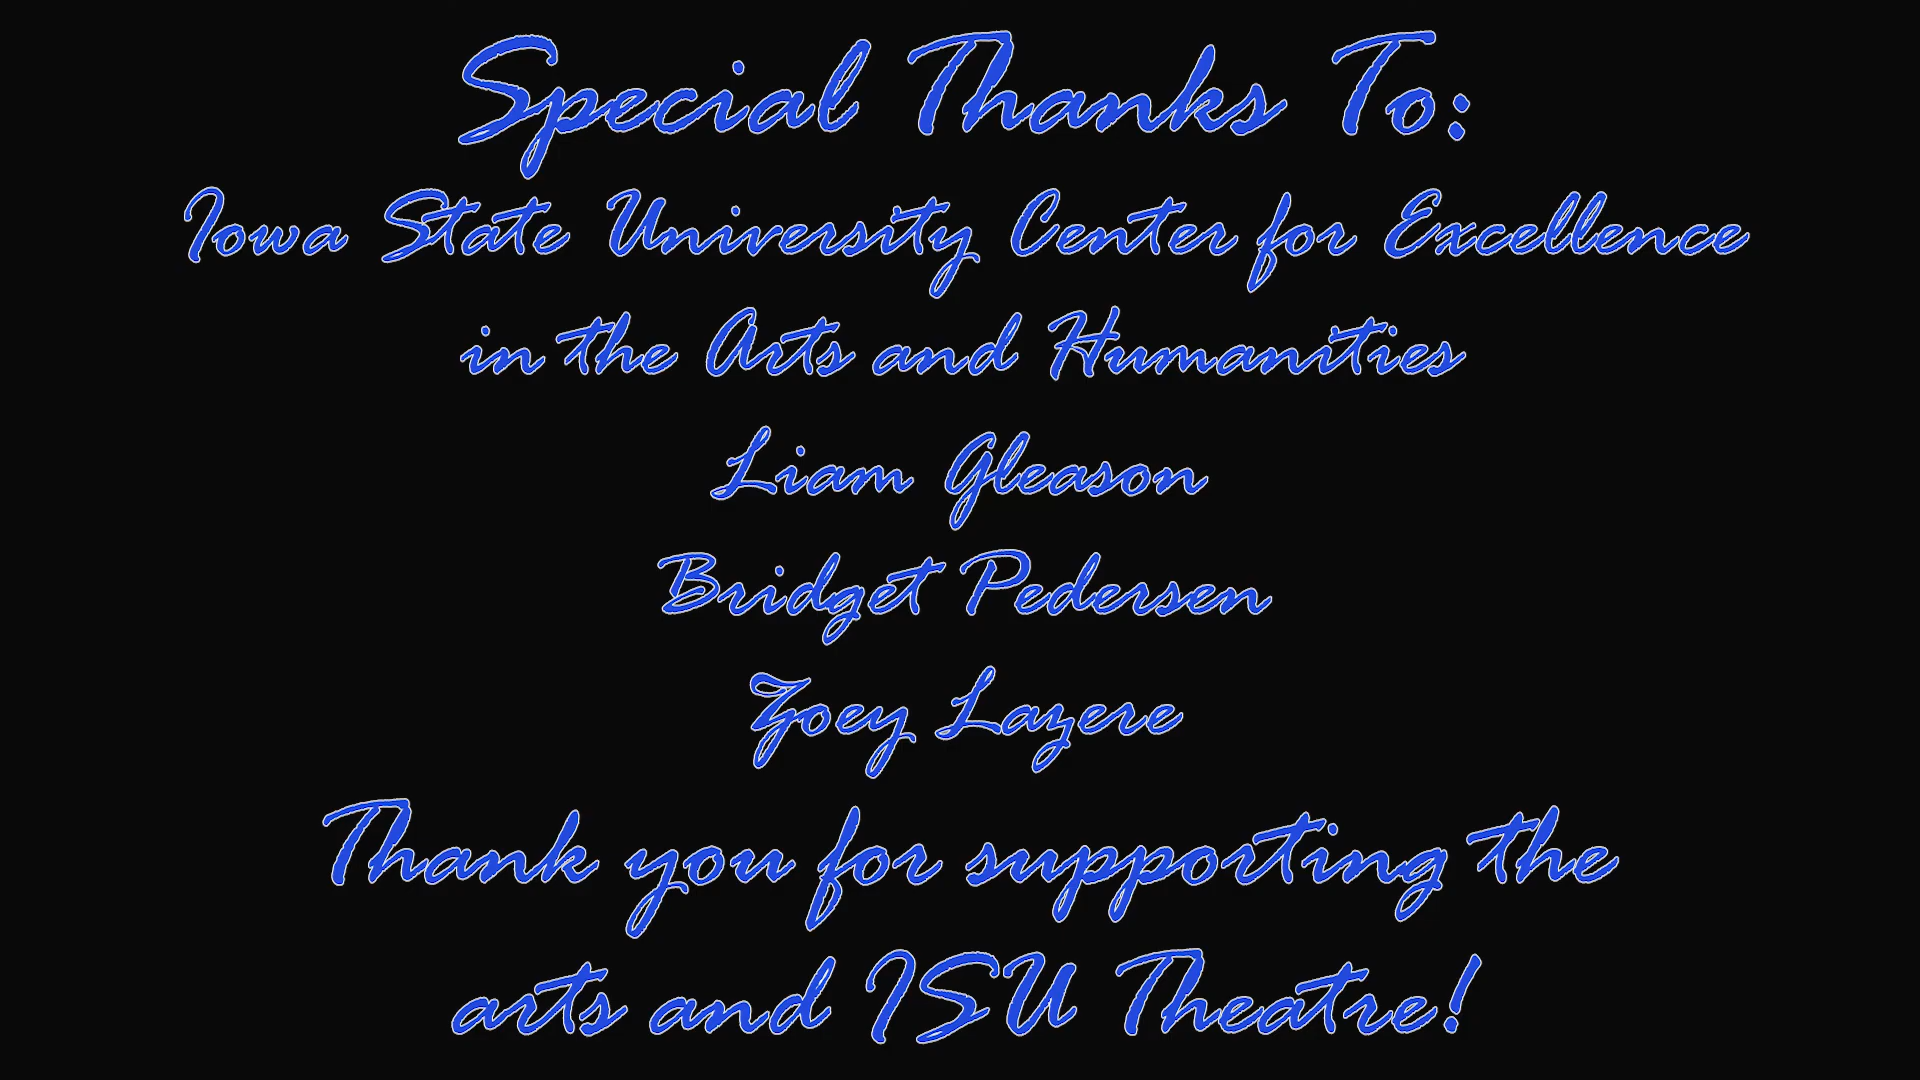 Special Thanks To:
Iowa State University Center for Excellence
in the Arts and Humanities
Liam Gleason
Bridget Pedersen
Zoey Lazere
Thank you for supporting the
arts and ISU Theatre!